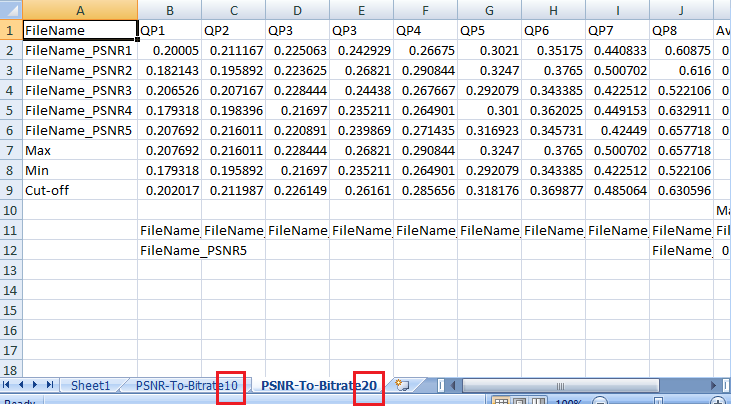 A B C D E F G H I J
1 FileName QP1 QP2 QP3 QP3 QP4 QP5 QP6 QP7 QP8 Av
2 FileName_PSNR1 0.20005 0.211167 0.225063 0.242929 0.26675 0.3021 0.35175 0.440833 0.60875 0
3 FileName_PSNR2 0.182143 0.195892 0.223625 0.26821 0.290844 0.3247 0.3765 0.500702 0.616 0
4 FileName_PSNR3 0.206526 0.207167 0.228444 0.24438 0.267667 0.292079 0.343385 0.422512 0.522106 0
5 FileName_PSNR4 0.179318 0.198396 0.21697 0.235211 0.264901 0.301 0.362025 0.449153 0.632911 0
6 FileName_PSNR5 0.207692 0.216011 0.220891 0.239869 0.271435 0.316923 0.345731 0.42449 0.657718 0
7 Max 0.207692 0.216011 0.228444 0.26821 0.290844 0.3247 0.3765 0.500702 0.657718
8 Min 0.179318 0.195892 0.21697 0.235211 0.264901 0.292079 0.343385 0.422512 0.522106
9 Cut-off 0.202017 0.211987 0.226149 0.26161 0.285656 0.318176 0.369877 0.485064 0.630596
10 Ma
11 FileName_ FileName_ FileName_ FileName_ FileName_ FileName_ FileName_ FileName_ FileName_ Fil
12 FileName_PSNR5 FileName_ 0
13
14
15
16
17
18
Sheet1 PSNR-To-Bitrate10 PSNR-To-Bitrate20
Ready 100%